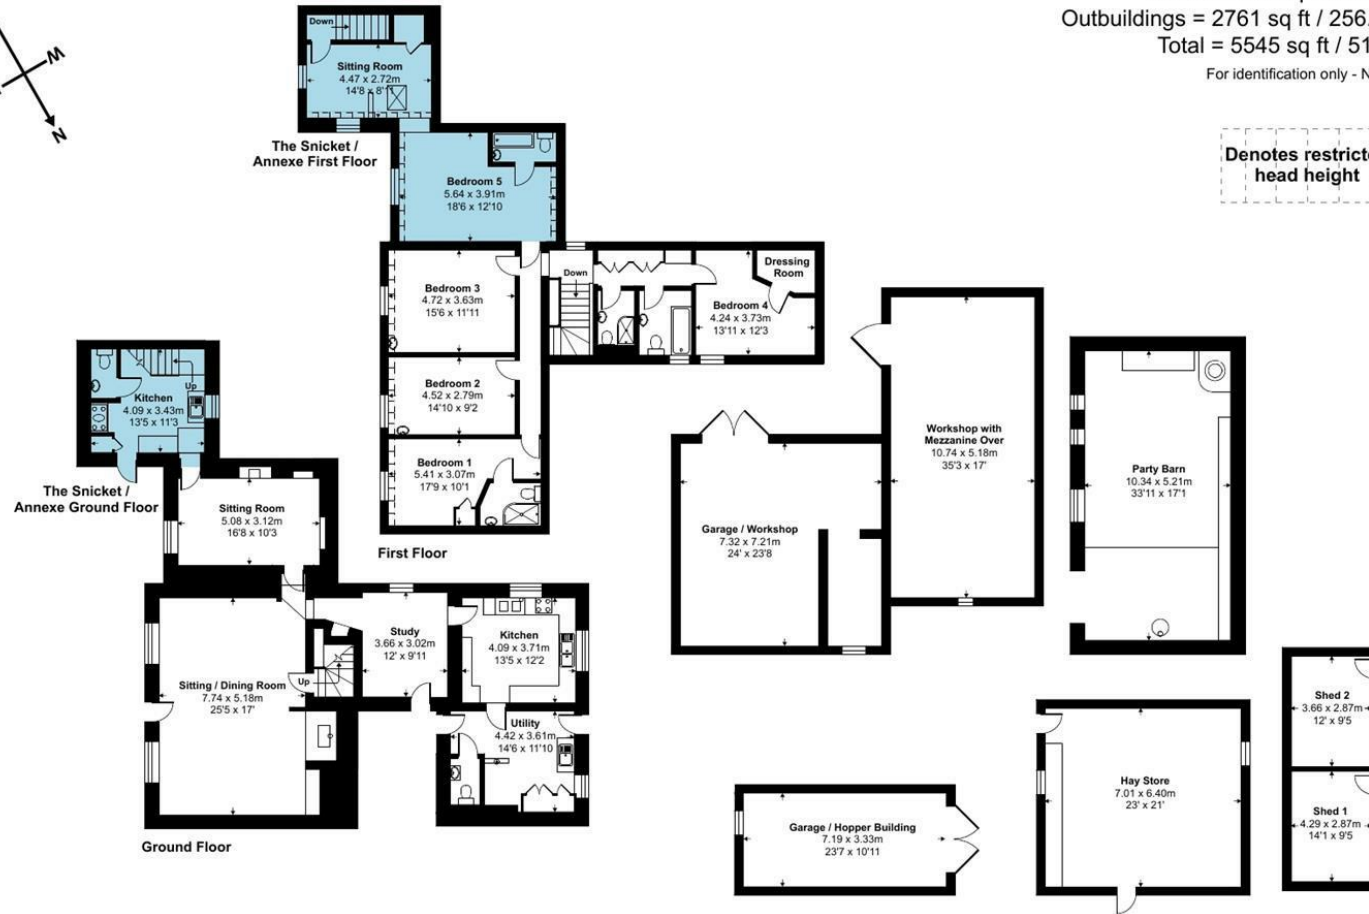 Outbuildings = 2761 sq ft / 256
Total = 5545 sq ft / 51
For identification only - N
Denotes restricte
head height
W
N
Down
Sitting Room
4.47 x 2.72m
14'8 x 8'11
The Snicket /
Annexe First Floor
Bedroom 5
5.64 x 3.91m
18'6 x 12'10
Bedroom 3
4.72 x 3.63m
15'6 x 11'11
Down
Dressing
Room
Bedroom 4
4.24 x 3.73m
13'11 x 12'3
Bedroom 2
4.52 x 2.79m
14'10 x 9'2
Bedroom 1
5.41 x 3.07m
17'9 x 10'1
First Floor
Up
Kitchen
4.09 x 3.43m
13'5 x 11'3
The Snicket /
Annexe Ground Floor
Sitting Room
5.08 x 3.12m
16'8 x 10'3
Study
3.66 x 3.02m
12' x 9'11
Kitchen
4.09 x 3.71m
13'5 x 12'2
Sitting / Dining Room
7.74 x 5.18m
25'5 x 17'
Up
Utility
4.42 x 3.61m
14'6 x 11'10
Ground Floor
Workshop with
Mezzanine Over
10.74 x 5.18m
35'3 x 17'
Garage / Workshop
7.32 x 7.21m
24' x 23'8
Party Barn
10.34 x 5.21m
33'11 x 17'1
Garage / Hopper Building
7.19 x 3.33m
23'7 x 10'11
Hay Store
7.01 x 6.40m
23' x 21'
Shed 2
3.66 x 2.87m
12' x 9'5
Shed 1
4.29 x 2.87m
14'1 x 9'5